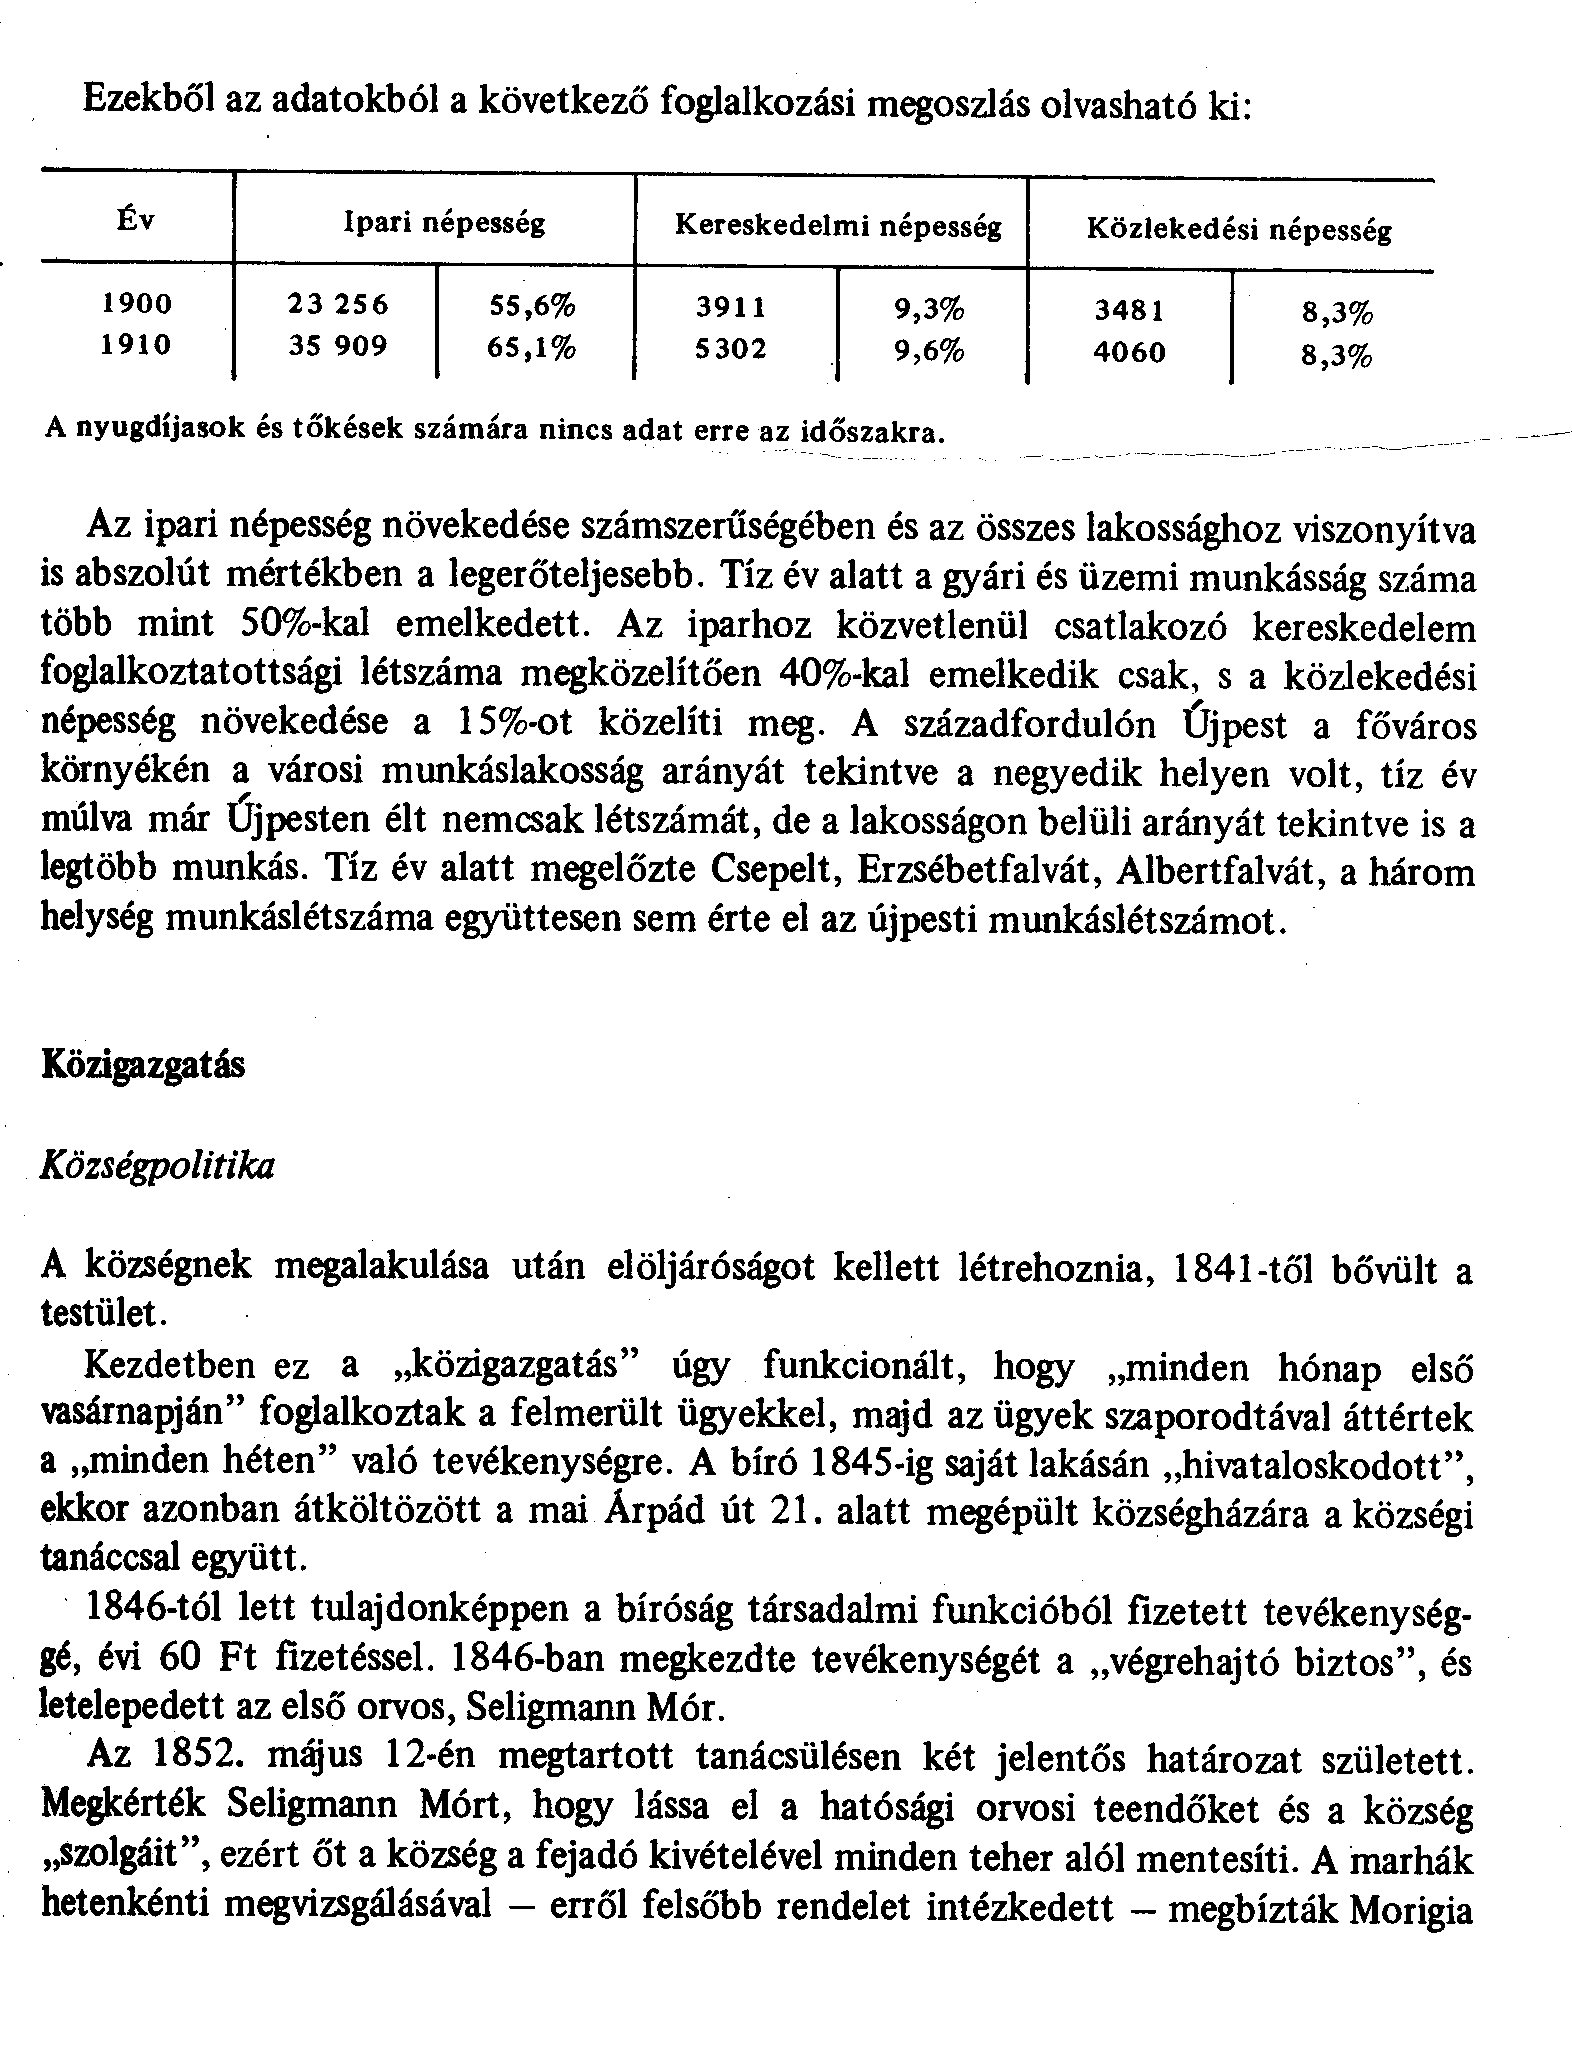 Ezekből az adatokból a következő foglalkozási megoszlás olvasható ki:
Év Ipari népesség Kereskedelmi népesség Közlekedési népesség
1900 23 256 55,6% 3911 9,3% 3481 8,3%
1910 35 909 65,1% 5302 9,6% 4060 8,3%
A nyugdíjasok és tőkések számára nincs adat erre az időszakra.
Az ipari népesség növekedése számszerűségében és az összes lakossághoz viszonyítva
is abszolút mértékben a legerőteljesebb. Tíz év alatt a gyári és üzemi munkásság száma
több mint 50%-kal emelkedett. Az iparhoz közvetlenül csatlakozó kereskedelem
foglalkoztatottsági létszáma megközelítően 40%-kal emelkedik csak, s a közlekedési
népesség növekedése a 15%-ot közelíti meg. A századfordulón Újpest a főváros
környékén a városi munkáslakosság arányát tekintve a negyedik helyen volt, tíz év
múlva már Újpesten élt nemcsak létszámát, de a lakosságon belüli arányát tekintve is a
legtöbb munkás. Tíz év alatt megelőzte Csepelt, Erzsébetfalvát, Albertfalvát, a három
helység munkáslétszáma együttesen sem érte el az újpesti munkáslétszámot.
Közigazgatás
Községpolitika
A községnek megalakulása után elöljáróságot kellett létrehoznia, 1841-től bővült a
testület.
Kezdetben ez a „közigazgatás” úgy funkcionált, hogy „minden hónap első
vasárnapján” foglalkoztak a felmerült ügyekkel, majd az ügyek szaporodtával áttértek
a „minden héten” való tevékenységre. A bíró 1845-ig saját lakásán „hivataloskodott”,
ekkor azonban átköltözött a mai Árpád út 21. alatt megépült községházára a községi
tanáccsal együtt.
1846-tól lett tulajdonképpen a bíróság társadalmi funkcióból fizetett tevékenység-
gé, évi 60 Ft fizetéssel. 1846-ban megkezdte tevékenységét a „végrehajtó biztos”, és
letelepedett az első orvos, Seligmann Mór.
Az 1852. május 12-én megtartott tanácsülésen két jelentős határozat született.
Megkérték Seligmann Mórt, hogy lássa el a hatósági orvosi teendőket és a község
„szolgáit”, ezért őt a község a fejadó kivételével minden teher alól mentesíti. A marhák
hetenkénti megvizsgálásával – erről felsőbb rendelet intézkedett – megbízták Morigia